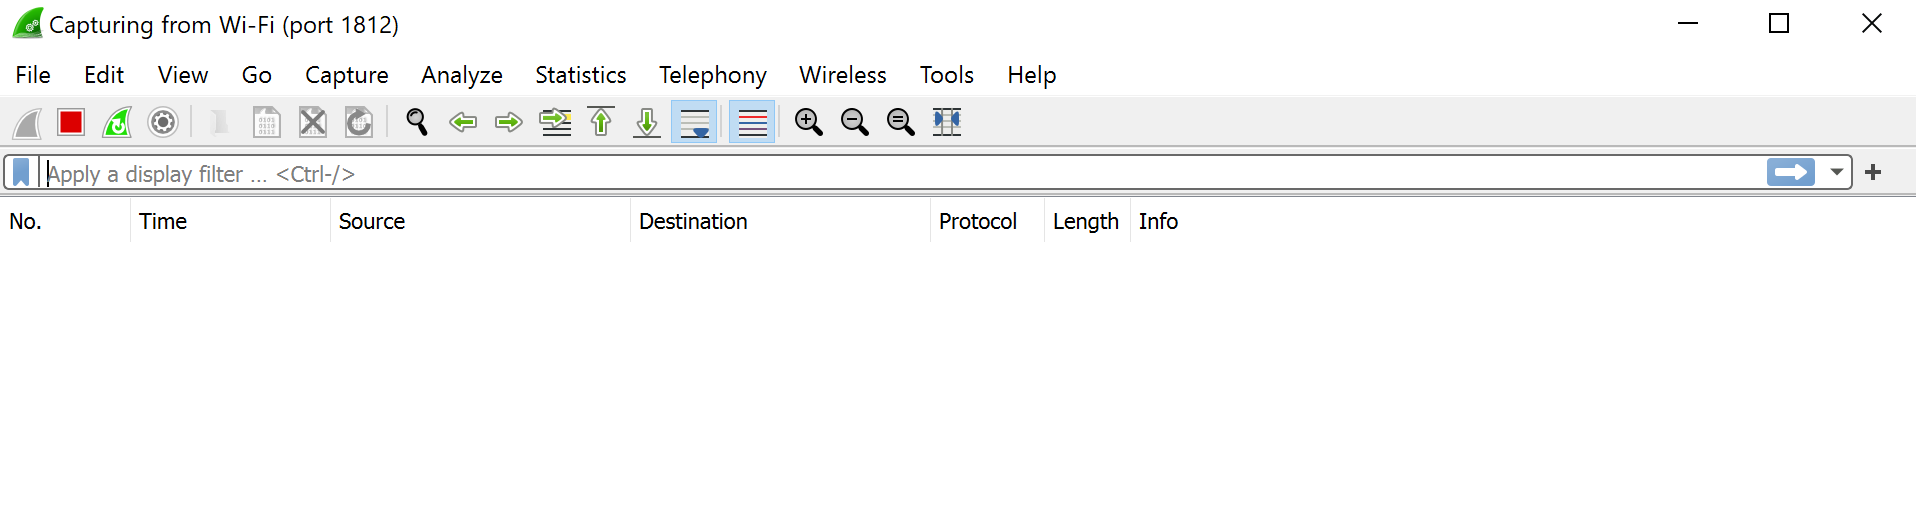 Capturing from Wi-Fi (port 1812)
File Edit View Go Capture Analyze Statistics Telephony Wireless Tools Help
Apply a display filter ... <Ctrl-/>
No. Time Source Destination Protocol Length Info